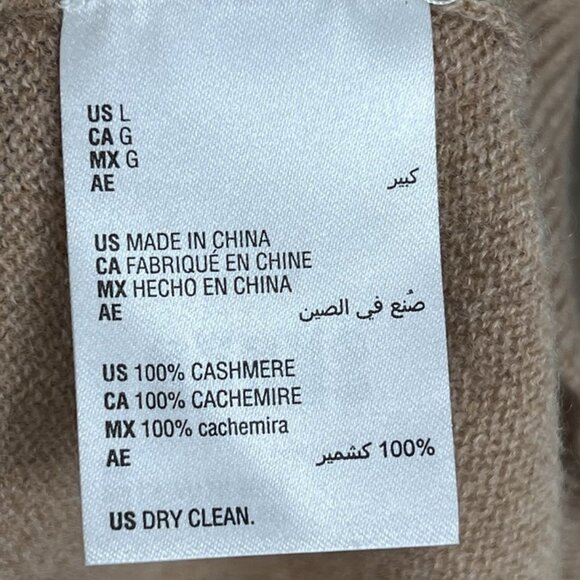 US L
CA G
MX G
AE كبير
US MADE IN CHINA
CA FABRIQUÉ EN CHINE
MX HECHO EN CHINA
AE صُنع في الصين
US 100% CASHMERE
CA 100% CACHEMIRE
MX 100% cachemira
AE 100% كشمير
US DRY CLEAN.